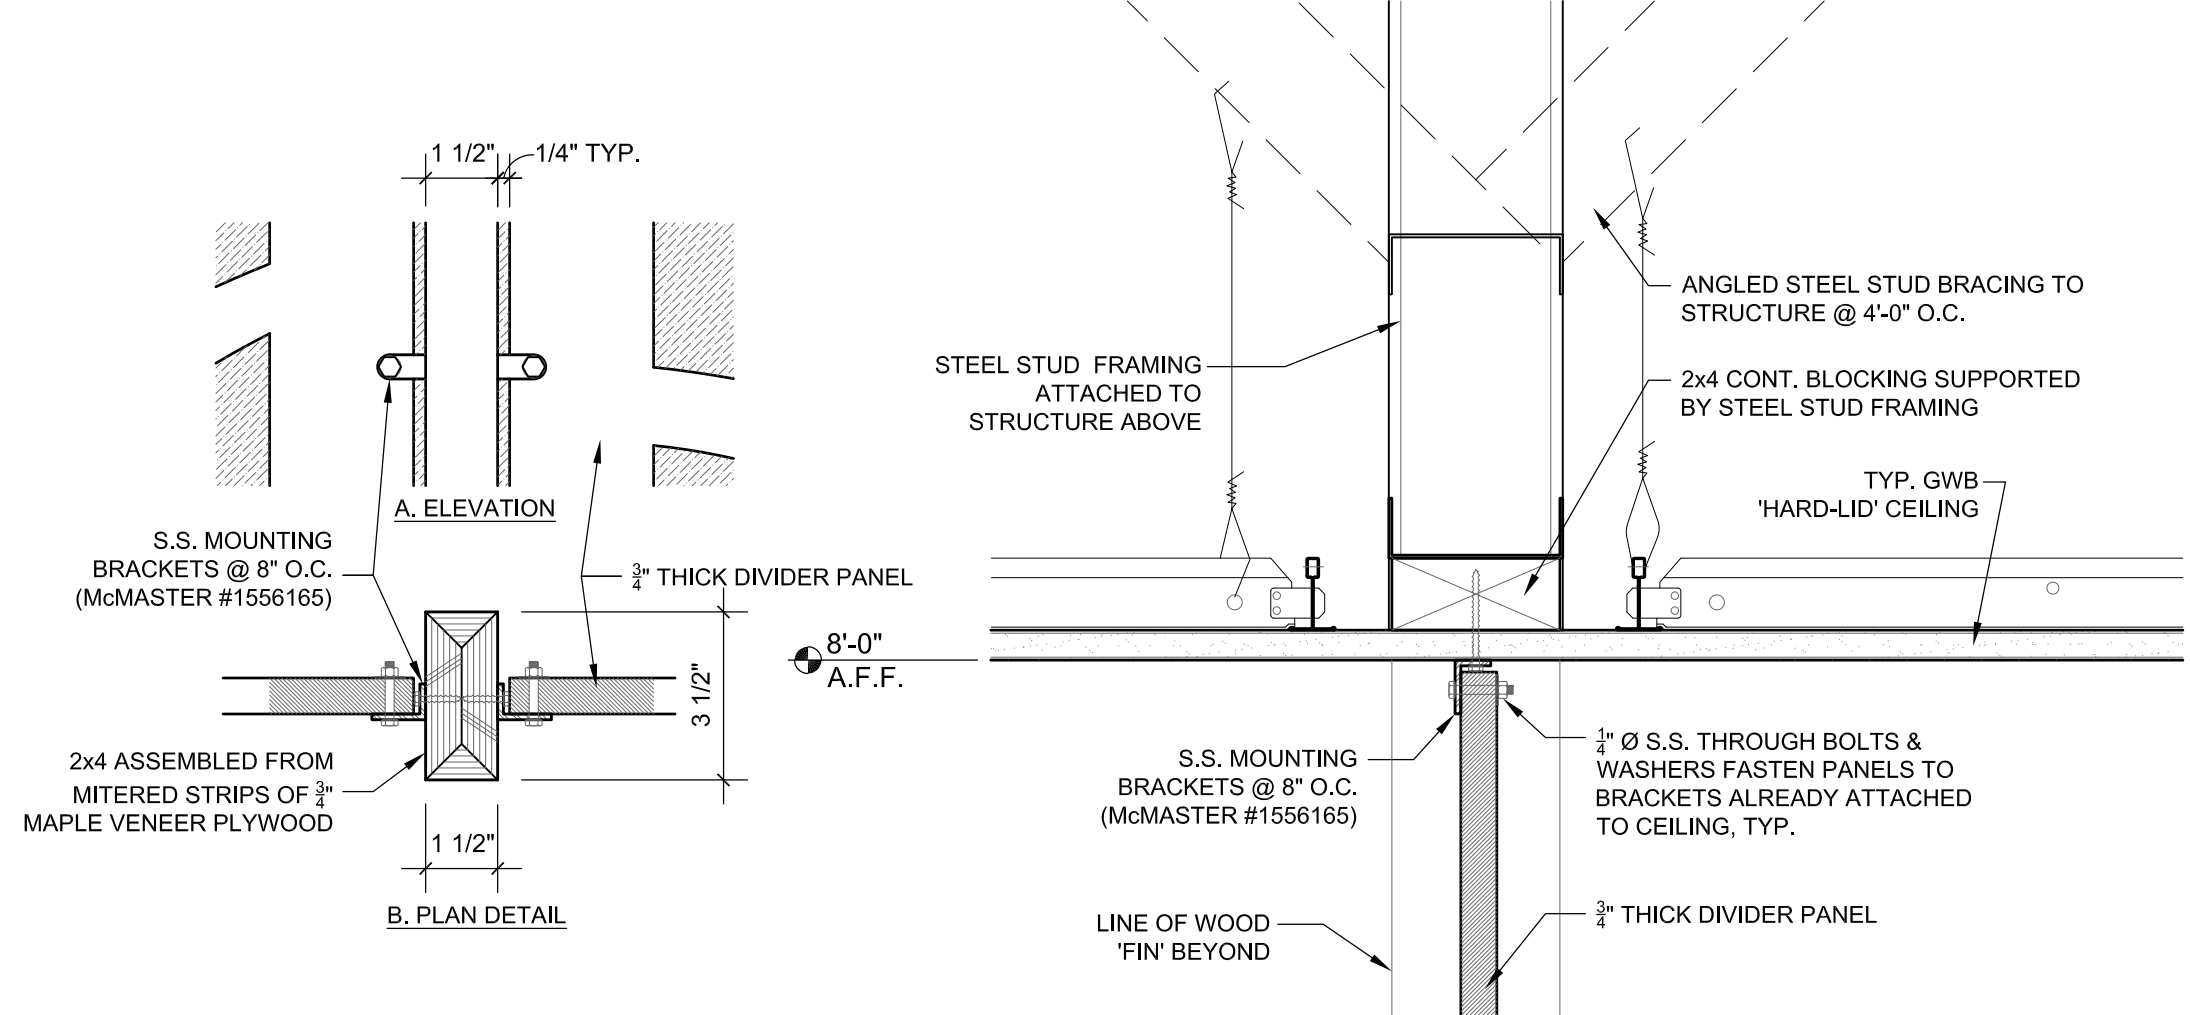 1 1/2"
1/4" TYP.
A. ELEVATION
S.S. MOUNTING
BRACKETS @ 8" O.C.
(McMASTER #1556165)
3/4" THICK DIVIDER PANEL
3 1/2"
2x4 ASSEMBLED FROM
MITERED STRIPS OF 3/4"
MAPLE VENEER PLYWOOD
1 1/2"
B. PLAN DETAIL
8'-0"
A.F.F.
STEEL STUD FRAMING
ATTACHED TO
STRUCTURE ABOVE
ANGLED STEEL STUD BRACING TO
STRUCTURE @ 4'-0" O.C.
2x4 CONT. BLOCKING SUPPORTED
BY STEEL STUD FRAMING
TYP. GWB
'HARD-LID' CEILING
S.S. MOUNTING
BRACKETS @ 8" O.C.
(McMASTER #1556165)
1/4" Ø S.S. THROUGH BOLTS &
WASHERS FASTEN PANELS TO
BRACKETS ALREADY ATTACHED
TO CEILING, TYP.
LINE OF WOOD
'FIN' BEYOND
3/4" THICK DIVIDER PANEL